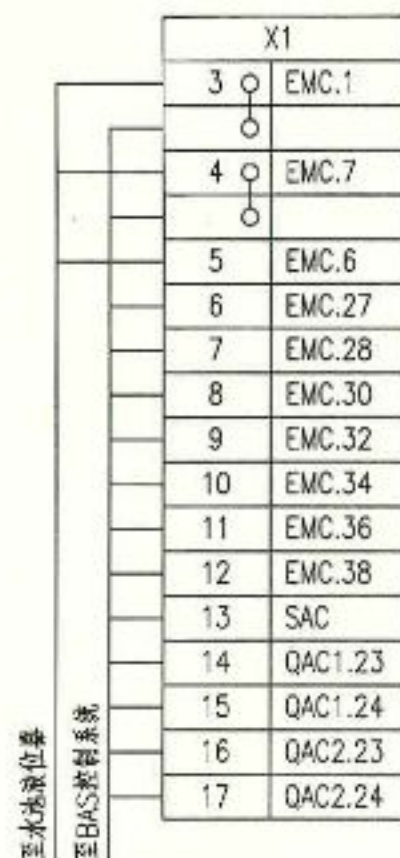 X1
3 EMC.1
4 EMC.7
5 EMC.6
6 EMC.27
7 EMC.28
8 EMC.30
9 EMC.32
10 EMC.34
11 EMC.36
12 EMC.38
13 SAC
14 QAC1.23
15 QAC1.24
16 QAC2.23
17 QAC2.24
至水池液位器
至BAS控制系统